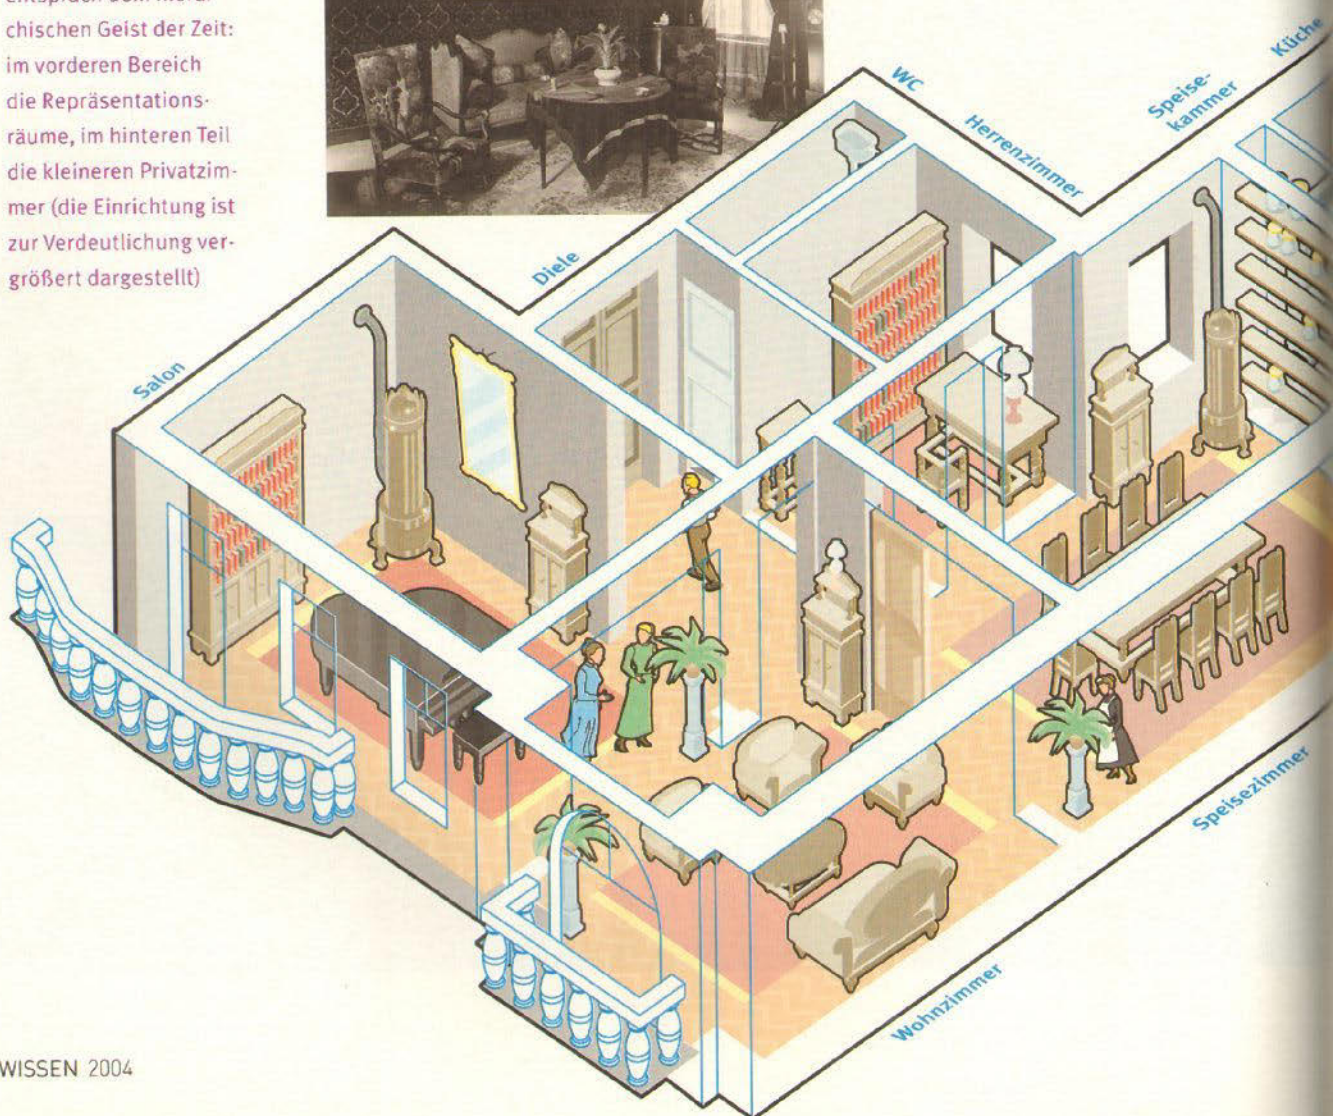 chischen Geist der Zeit:
im vorderen Bereich
die Repräsentations-
räume, im hinteren Teil
die kleineren Privatzim-
mer (die Einrichtung ist
zur Verdeutlichung ver-
größert dargestellt)
WC
Herrenzimmer
Speise-
kammer
Küche
Diele
Salon
Speisezimmer
Wohnzimmer
WISSEN 2004